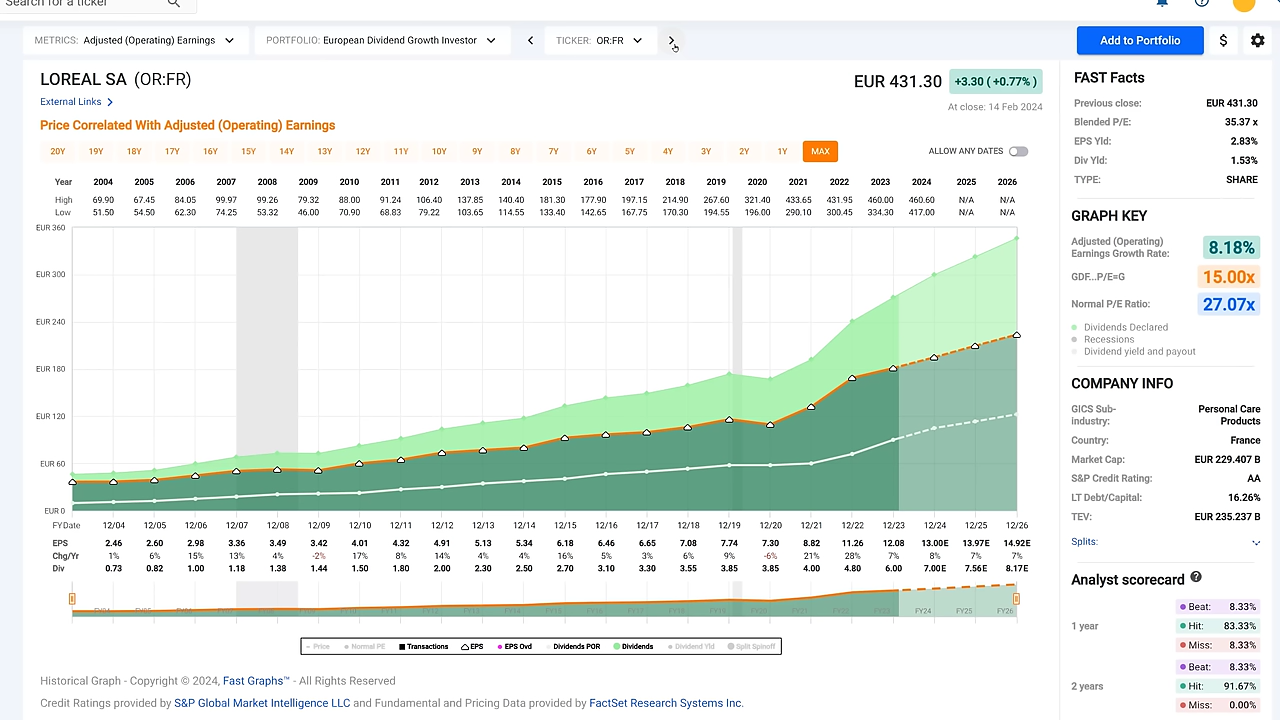 Search for a ticker
METRICS: Adjusted (Operating) Earnings PORTFOLIO: European Dividend Growth Investor TICKER: OR:FR Add to Portfolio $
LOREAL SA (OR:FR) EUR 431.30 +3.30 ( +0.77% )
External Links At close: 14 Feb 2024
Price Correlated With Adjusted (Operating) Earnings
20Y 19Y 18Y 17Y 16Y 15Y 14Y 13Y 12Y 11Y 10Y 9Y 8Y 7Y 6Y 5Y 4Y 3Y 2Y 1Y MAX ALLOW ANY DATES
Year 2004 2005 2006 2007 2008 2009 2010 2011 2012 2013 2014 2015 2016 2017 2018 2019 2020 2021 2022 2023 2024 2025 2026
High 69.90 67.45 84.05 99.97 99.26 79.32 88.00 91.24 106.40 137.85 140.40 181.30 177.90 197.15 214.90 267.60 321.40 433.65 431.95 460.00 460.60 N/A N/A
Low 51.50 54.50 62.30 74.25 53.32 46.00 70.90 68.83 79.22 103.65 114.55 133.40 142.65 167.75 170.30 194.55 196.00 290.10 300.45 334.30 417.00 N/A N/A
EUR 360
EUR 300
EUR 240
EUR 180
EUR 120
EUR 60
EUR 0
FY Date 12/04 12/05 12/06 12/07 12/08 12/09 12/10 12/11 12/12 12/13 12/14 12/15 12/16 12/17 12/18 12/19 12/20 12/21 12/22 12/23 12/24 12/25 12/26
EPS 2.46 2.60 2.98 3.36 3.49 3.42 4.01 4.32 4.91 5.13 5.34 6.18 6.46 6.65 7.08 7.74 7.30 8.82 11.26 12.08 13.00E 13.97E 14.92E
Chg/Yr 1% 6% 15% 13% 4% -2% 17% 8% 14% 4% 4% 16% 5% 3% 6% 9% -6% 21% 28% 7% 8% 7% 7%
Div 0.73 0.82 1.00 1.18 1.38 1.44 1.50 1.80 2.00 2.30 2.50 2.70 3.10 3.30 3.55 3.85 3.85 4.00 4.80 6.00 7.00E 7.56E 8.17E
FY04 FY05 FY06 FY07 FY08 FY09 FY10 FY11 FY12 FY13 FY14 FY15 FY16 FY17 FY18 FY19 FY20 FY21 FY22 FY23 FY24 FY25 FY26
Price Normal PE Transactions EPS EPS Ovd Dividends POR Dividends Dividend Yld Split Spinoff
Historical Graph - Copyright © 2024, Fast Graphs™ - All Rights Reserved
Credit Ratings provided by S&P Global Market Intelligence LLC and Fundamental and Pricing Data provided by FactSet Research Systems Inc.
FAST Facts
Previous close: EUR 431.30
Blended P/E: 35.37 x
EPS Yld: 2.83%
Div Yld: 1.53%
TYPE: SHARE
GRAPH KEY
Adjusted (Operating)
Earnings Growth Rate: 8.18%
GDF...P/E=G 15.00x
Normal P/E Ratio: 27.07x
Dividends Declared
Recessions
Dividend yield and payout
COMPANY INFO
GICS Sub- Personal Care
industry: Products
Country: France
Market Cap: EUR 229.407 B
S&P Credit Rating: AA
LT Debt/Capital: 16.26%
TEV: EUR 235.237 B
Splits:
Analyst scorecard ?
Beat: 8.33%
1 year Hit: 83.33%
Miss: 8.33%
Beat: 8.33%
2 years Hit: 91.67%
Miss: 0.00%